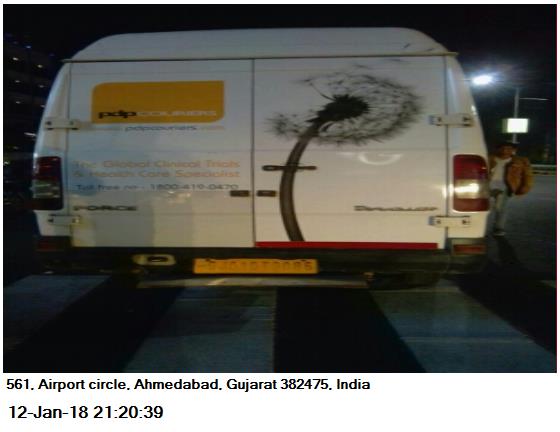 pdpCOURIERS
www.pdpcouriers.com
The Global Clinical Trials
& Health Care Specialist
Toll free no - 1800-419-0470
FORCE
Traveller
561, Airport circle, Ahmedabad, Gujarat 382475, India
12-Jan-18 21:20:39